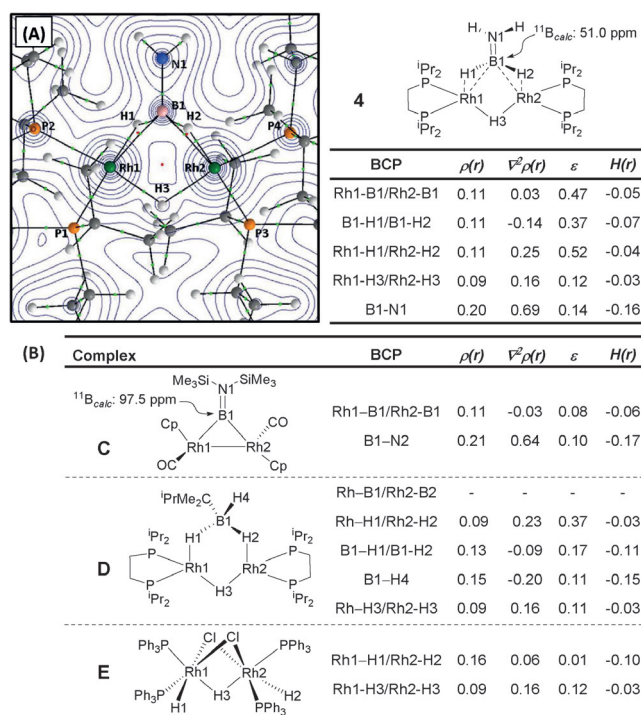 (A)
N1
B1
H1
H2
P2
P4
Rh1
Rh2
H3
P1
P3
4
H N1 H
¹¹B_calc: 51.0 ppm
B1
H1 H2
ⁱPr₂ ⁱPr₂
P P
Rh1 Rh2
P H3 P
ⁱPr₂ ⁱPr₂
BCP ρ(r) ∇²ρ(r) ε H(r)
Rh1-B1/Rh2-B1 0.11 0.03 0.47 -0.05
B1-H1/B1-H2 0.11 -0.14 0.37 -0.07
Rh1-H1/Rh2-H2 0.11 0.25 0.52 -0.04
Rh1-H3/Rh2-H3 0.09 0.16 0.12 -0.03
B1-N1 0.20 0.69 0.14 -0.16
(B)
Complex BCP ρ(r) ∇²ρ(r) ε H(r)
C
Me₃Si SiMe₃
N1
¹¹B_calc: 97.5 ppm
B1
Cp CO
Rh1 Rh2
OC Cp
Rh1–B1/Rh2-B1 0.11 -0.03 0.08 -0.06
B1–N2 0.21 0.64 0.10 -0.17
D
ⁱPrMe₂C H4
B1
H1 H2
ⁱPr₂ ⁱPr₂
P P
Rh1 Rh2
P H3 P
ⁱPr₂ ⁱPr₂
Rh–B1/Rh2-B2 - - - -
Rh–H1/Rh2-H2 0.09 0.23 0.37 -0.03
B1–H1/B1-H2 0.13 -0.09 0.17 -0.11
B1–H4 0.15 -0.20 0.11 -0.15
Rh–H3/Rh2-H3 0.09 0.16 0.11 -0.03
E
Cl Cl
Ph₃P PPh₃
Rh1 Rh2
Ph₃P H3 H2
H1 PPh₃
Rh1–H1/Rh2-H2 0.16 0.06 0.01 -0.10
Rh1-H3/Rh2-H3 0.09 0.16 0.12 -0.03